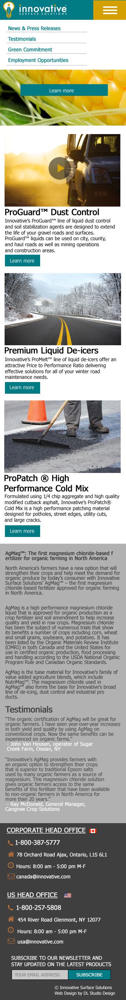 innovative
SURFACE SOLUTIONS
News & Press Releases
Testimonials
Green Commitment
Employment Opportunities
Learn more
ProGuard™ Dust Control
Innovative's ProGuard™ line of liquid dust control
and soil stabilization agents are designed to extend
the life of your gravel roads and surfaces.
ProGuard™ liquids can be used on city, county,
and haul roads as well as mining operations
and construction areas.
Learn more
Premium Liquid De-icers
Innovative's ProMelt™ line of liquid de-icers offer an
attractive Price to Performance Ratio delivering
effective solutions for all of your winter road
maintenance needs.
Learn more
ProPatch ® High
Performance Cold Mix
Formulated using 1/4 chip aggregate and high quality
modified cutback asphalt, Innovative's ProPatch®
Cold Mix is a high performance patching material
designed for potholes, street edges, utility cuts,
and large cracks.
Learn more
AgMag™: The first magnesium chloride-based f
ertilizer for organic farming in North America
North America's farmers have a new option that will
strengthen their crops and help meet the demand for
organic produce by today's consumer with Innovative
Surface Solutions' AgMag™ – the first magnesium
chloride-based fertilizer approved for organic farming
in North America.
AgMag is a high performance magnesium chloride
liquid that is approved for organic production as a
crop fertilizer and soil amendment to help increase
quality and yield in row crops. Magnesium chloride
has been the subject of numerous trials that show
its benefits a number of crops including corn, wheat
and small grains, soybeans, and potatoes. It has
been listed by the Organic Materials Review Institute
(OMRI) in both Canada and the United States for
use in certified organic production, food processing
and handling according to the USDA National Organic
Program Rule and Canadian Organic Standards.
AgMag is the base material for Innovative's family of
value added agriculture blends, which include
NutriMag™. The magnesium chloride used in
AgMag™ also forms the base for Innovative's broad
line of de-icing, dust control and industrial pro
ducts.
Testimonials
"The organic certification of AgMag will be great for
organic farmers. I have seen year-over-year increases
in both yield and quality by using AgMag on
conventional crops. Now the same benefits can be
experienced on organic farms."
- John Van Heusen, operator of Sugar
Creek Farm, Ossian, NY
"Innovative's AgMag provides farmers with
an organic option to strengthen their crops
that is superior to traditional Epsom salts
used by many organic farmers as a source of
magnesium. This magnesium chloride solution
gives organic farmers access to the same
benefits of this fertilizer that have been available
to non-organic farmers in North America for
more than 20 years."
- Ray McDonald, General Manager,
Cangrow Crop Solutions
CORPORATE HEAD OFFICE
1-800-387-5777
78 Orchard Road Ajax, Ontario, L1S 6L1
Hours: 8:00 am - 5:00 pm M-F
canada@innovative.com
US HEAD OFFICE
1-800-257-5808
454 River Road Glenmont, NY 12077
Hours: 8:00 am - 5:00 pm M-F
usa@innovative.com
SUBSCRIBE TO OUR NEWSLETTER AND
STAY UPDATED ON THE LATEST PRODUCTS
YOUR EMAIL ADDRESS
SUBSCRIBE
© Innovative Surface Solutions
Web Design by DL Studio Design